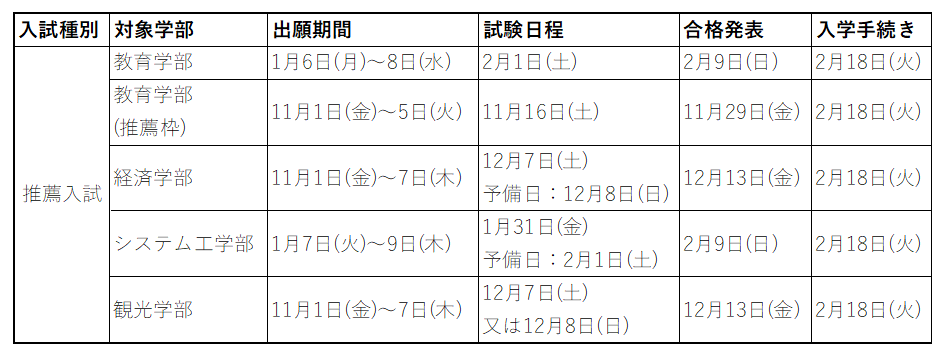 入試種別 対象学部 出願期間 試験日程 合格発表 入学手続き
推薦入試
教育学部 1月6日(月)～8日(水) 2月1日(土) 2月9日(日) 2月18日(火)
教育学部
(推薦枠) 11月1日(金)～5日(火) 11月16日(土) 11月29日(金) 2月18日(火)
経済学部 11月1日(金)～7日(木) 12月7日(土)
予備日：12月8日(日) 12月13日(金) 2月18日(火)
システム工学部 1月7日(火)～9日(木) 1月31日(金)
予備日：2月1日(土) 2月9日(日) 2月18日(火)
観光学部 11月1日(金)～7日(木) 12月7日(土)
又は12月8日(日) 12月13日(金) 2月18日(火)